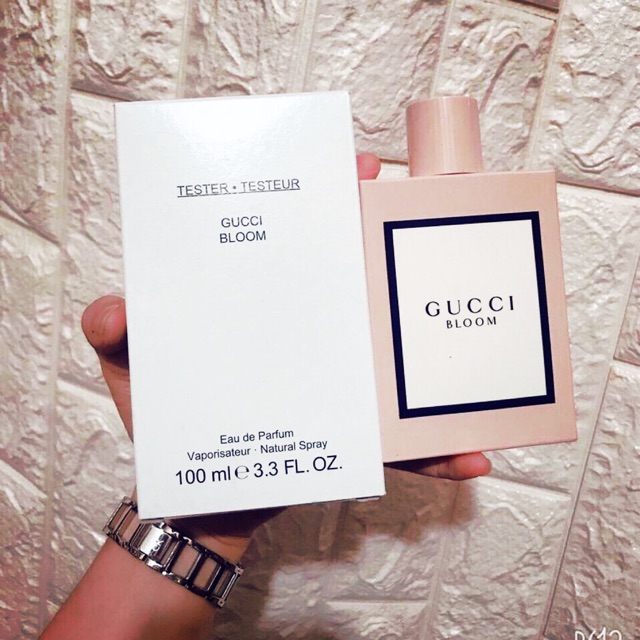 TESTER • TESTEUR
GUCCI
BLOOM
Eau de Parfum
Vaporisateur · Natural Spray
100 ml ℮ 3.3 FL. OZ.
GUCCI
BLOOM